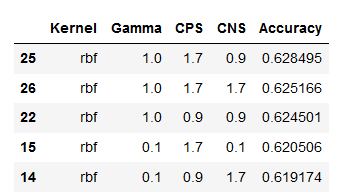 Kernel Gamma CPS CNS Accuracy
25 rbf 1.0 1.7 0.9 0.628495
26 rbf 1.0 1.7 1.7 0.625166
22 rbf 1.0 0.9 0.9 0.624501
15 rbf 0.1 1.7 0.1 0.620506
14 rbf 0.1 0.9 1.7 0.619174